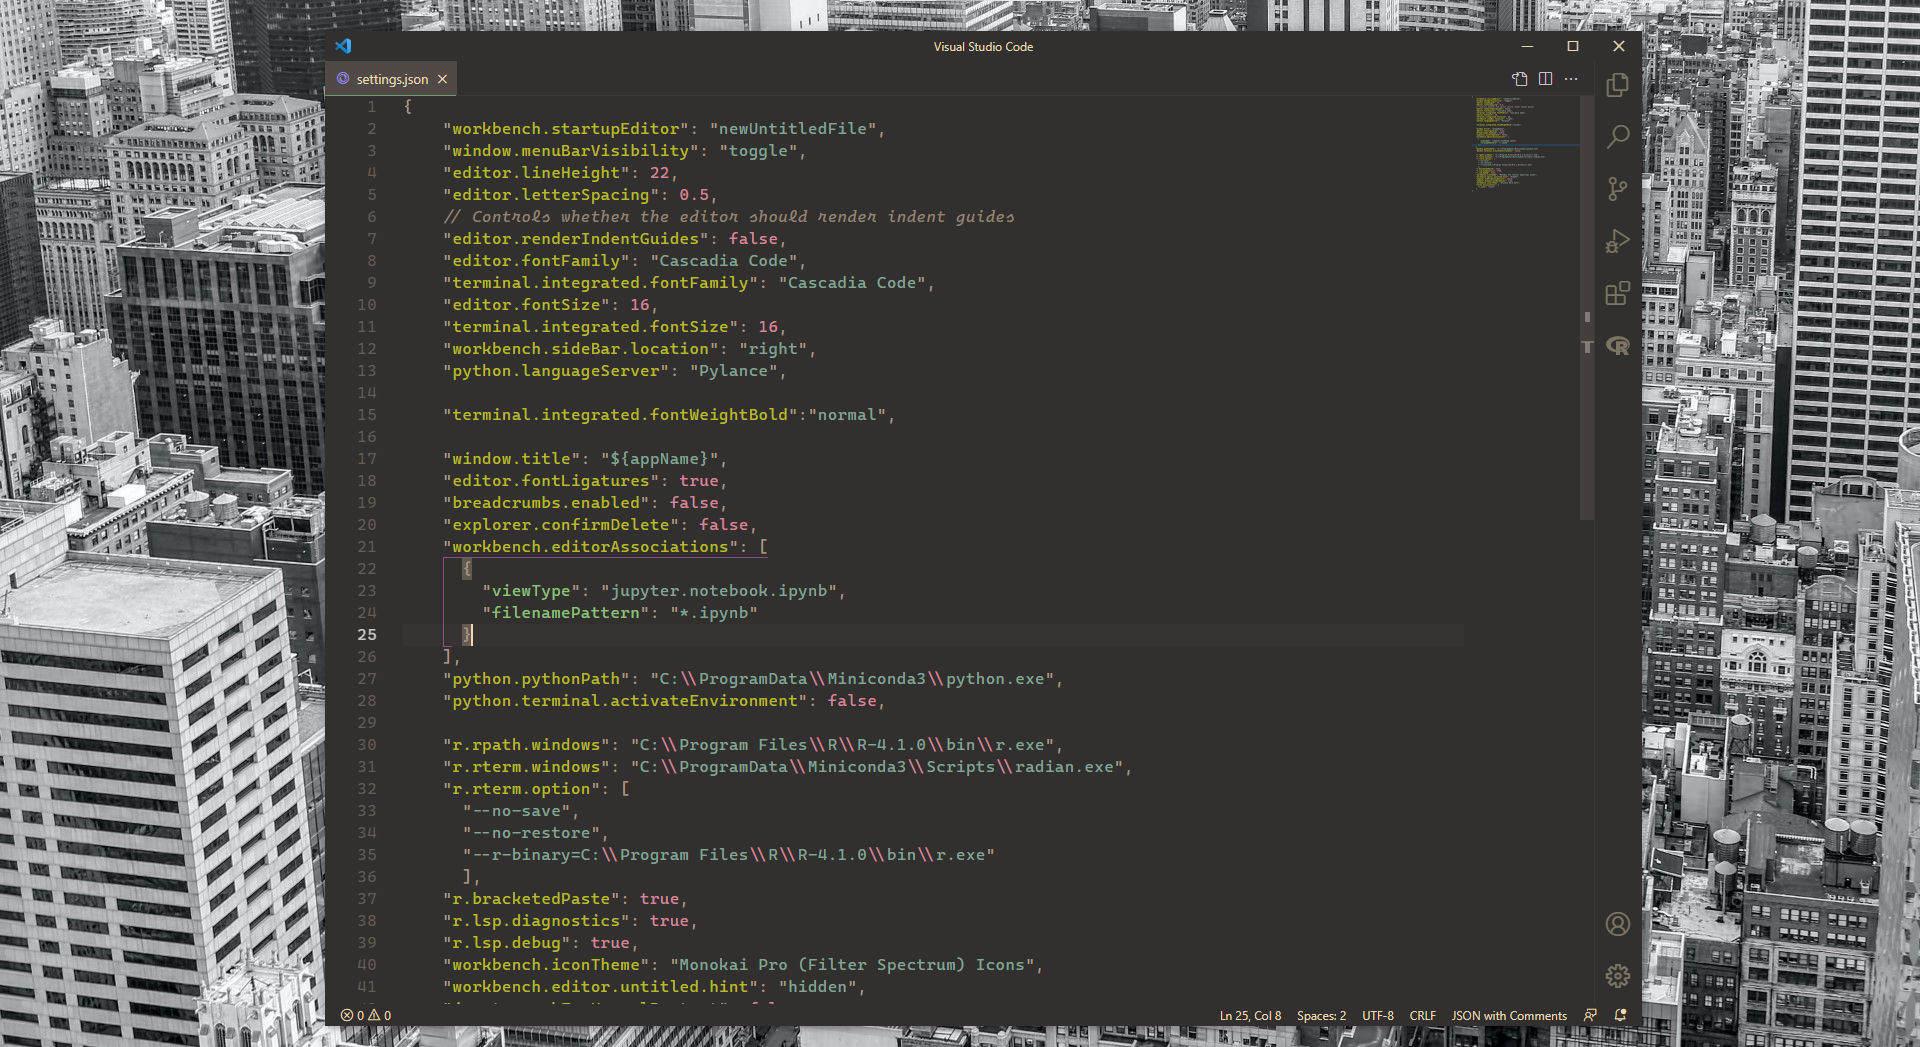 Visual Studio Code
settings.json
1 {
2 "workbench.startupEditor": "newUntitledFile",
3 "window.menuBarVisibility": "toggle",
4 "editor.lineHeight": 22,
5 "editor.letterSpacing": 0.5,
6 // Controls whether the editor should render indent guides
7 "editor.renderIndentGuides": false,
8 "editor.fontFamily": "Cascadia Code",
9 "terminal.integrated.fontFamily": "Cascadia Code",
10 "editor.fontSize": 16,
11 "terminal.integrated.fontSize": 16,
12 "workbench.sideBar.location": "right",
13 "python.languageServer": "Pylance",
14
15 "terminal.integrated.fontWeightBold":"normal",
16
17 "window.title": "${appName}",
18 "editor.fontLigatures": true,
19 "breadcrumbs.enabled": false,
20 "explorer.confirmDelete": false,
21 "workbench.editorAssociations": [
22 {
23 "viewType": "jupyter.notebook.ipynb",
24 "filenamePattern": "*.ipynb"
25 }
26 ],
27 "python.pythonPath": "C:\\ProgramData\\Miniconda3\\python.exe",
28 "python.terminal.activateEnvironment": false,
29
30 "r.rpath.windows": "C:\\Program Files\\R\\R-4.1.0\\bin\\r.exe",
31 "r.rterm.windows": "C:\\ProgramData\\Miniconda3\\Scripts\\radian.exe",
32 "r.rterm.option": [
33 "--no-save",
34 "--no-restore",
35 "--r-binary=C:\\Program Files\\R\\R-4.1.0\\bin\\r.exe"
36 ],
37 "r.bracketedPaste": true,
38 "r.lsp.diagnostics": true,
39 "r.lsp.debug": true,
40 "workbench.iconTheme": "Monokai Pro (Filter Spectrum) Icons",
41 "workbench.editor.untitled.hint": "hidden",
0 0 Ln 25, Col 8 Spaces: 2 UTF-8 CRLF JSON with Comments